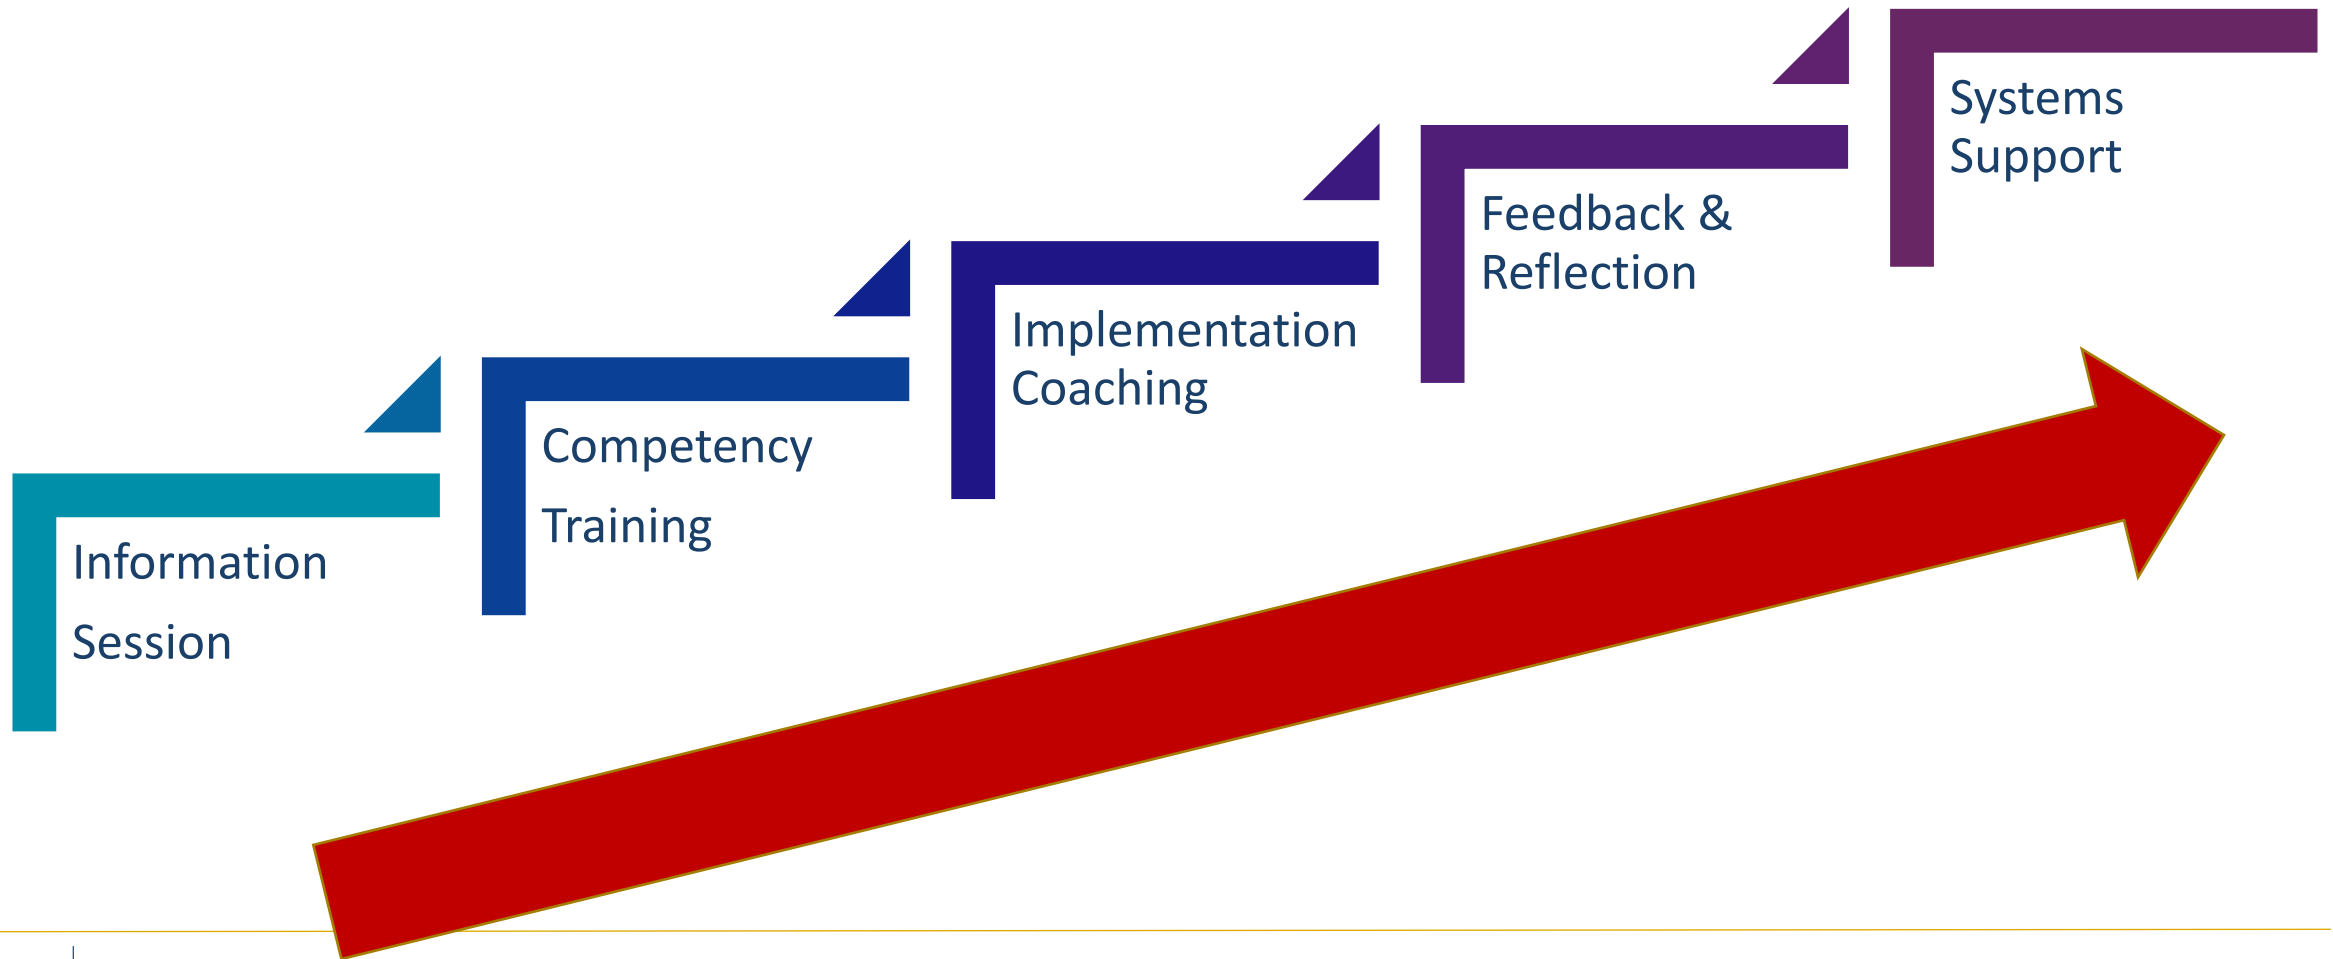 Information
Session
Competency
Training
Implementation
Coaching
Feedback &
Reflection
Systems
Support